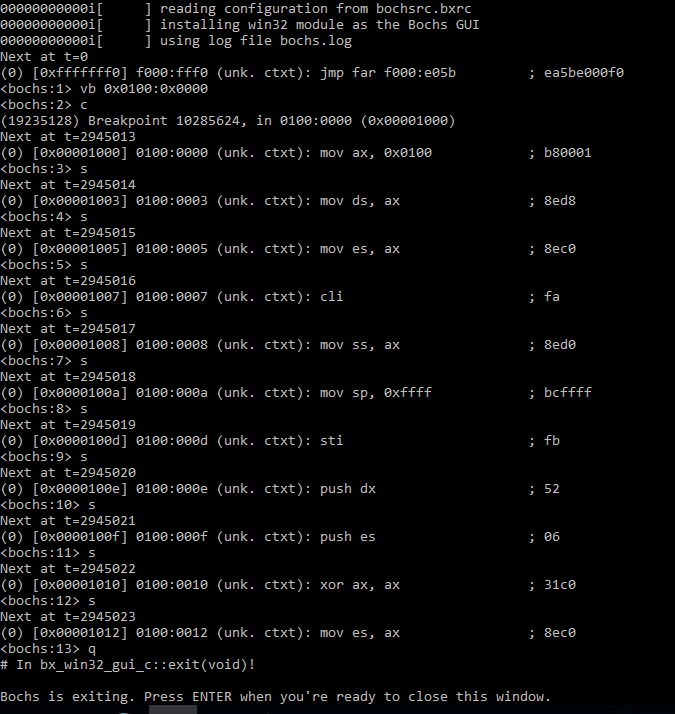 00000000000i[      ] reading configuration from bochsrc.bxrc
00000000000i[      ] installing win32 module as the Bochs GUI
00000000000i[      ] using log file bochs.log
Next at t=0
(0) [0xfffffff0] f000:fff0 (unk. ctxt): jmp far f000:e05b         ; ea5be000f0
<bochs:1> vb 0x0100:0x0000
<bochs:2> c
(19235128) Breakpoint 10285624, in 0100:0000 (0x00001000)
Next at t=2945013
(0) [0x00001000] 0100:0000 (unk. ctxt): mov ax, 0x0100            ; b80001
<bochs:3> s
Next at t=2945014
(0) [0x00001003] 0100:0003 (unk. ctxt): mov ds, ax                ; 8ed8
<bochs:4> s
Next at t=2945015
(0) [0x00001005] 0100:0005 (unk. ctxt): mov es, ax                ; 8ec0
<bochs:5> s
Next at t=2945016
(0) [0x00001007] 0100:0007 (unk. ctxt): cli                       ; fa
<bochs:6> s
Next at t=2945017
(0) [0x00001008] 0100:0008 (unk. ctxt): mov ss, ax                ; 8ed0
<bochs:7> s
Next at t=2945018
(0) [0x0000100a] 0100:000a (unk. ctxt): mov sp, 0xffff            ; bcffff
<bochs:8> s
Next at t=2945019
(0) [0x0000100d] 0100:000d (unk. ctxt): sti                       ; fb
<bochs:9> s
Next at t=2945020
(0) [0x0000100e] 0100:000e (unk. ctxt): push dx                   ; 52
<bochs:10> s
Next at t=2945021
(0) [0x0000100f] 0100:000f (unk. ctxt): push es                   ; 06
<bochs:11> s
Next at t=2945022
(0) [0x00001010] 0100:0010 (unk. ctxt): xor ax, ax                ; 31c0
<bochs:12> s
Next at t=2945023
(0) [0x00001012] 0100:0012 (unk. ctxt): mov es, ax                ; 8ec0
<bochs:13> q
# In bx_win32_gui_c::exit(void)!
Bochs is exiting. Press ENTER when you're ready to close this window.